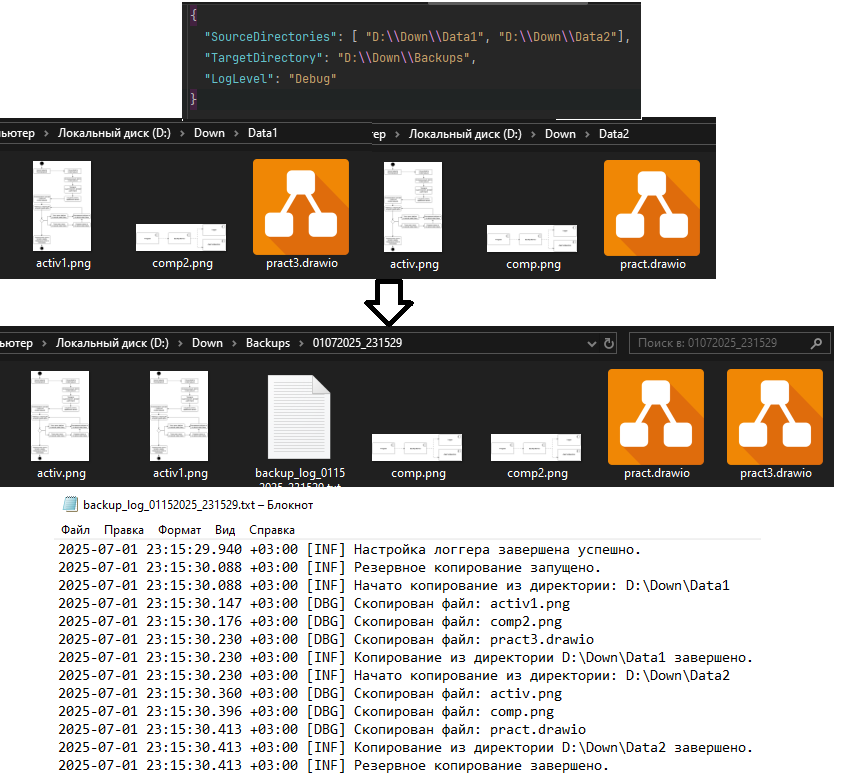 {
"SourceDirectories": [ "D:\\Down\\Data1", "D:\\Down\\Data2"],
"TargetDirectory": "D:\\Down\\Backups",
"LogLevel": "Debug"
}
ьютер > Локальный диск (D:) > Down > Data1
ер > Локальный диск (D:) > Down > Data2
activ1.png comp2.png pract3.drawio
activ.png comp.png pract.drawio
ьютер > Локальный диск (D:) > Down > Backups > 01072025_231529
Поиск в: 01072025_231529
activ.png activ1.png backup_log_0115 comp.png comp2.png pract.drawio pract3.drawio
2025_231529.txt
backup_log_01152025_231529.txt – Блокнот
Файл Правка Формат Вид Справка
2025-07-01 23:15:29.940 +03:00 [INF] Настройка логгера завершена успешно.
2025-07-01 23:15:30.088 +03:00 [INF] Резервное копирование запущено.
2025-07-01 23:15:30.088 +03:00 [INF] Начато копирование из директории: D:\Down\Data1
2025-07-01 23:15:30.147 +03:00 [DBG] Скопирован файл: activ1.png
2025-07-01 23:15:30.176 +03:00 [DBG] Скопирован файл: comp2.png
2025-07-01 23:15:30.230 +03:00 [DBG] Скопирован файл: pract3.drawio
2025-07-01 23:15:30.230 +03:00 [INF] Копирование из директории D:\Down\Data1 завершено.
2025-07-01 23:15:30.230 +03:00 [INF] Начато копирование из директории: D:\Down\Data2
2025-07-01 23:15:30.360 +03:00 [DBG] Скопирован файл: activ.png
2025-07-01 23:15:30.396 +03:00 [DBG] Скопирован файл: comp.png
2025-07-01 23:15:30.413 +03:00 [DBG] Скопирован файл: pract.drawio
2025-07-01 23:15:30.413 +03:00 [INF] Копирование из директории D:\Down\Data2 завершено.
2025-07-01 23:15:30.413 +03:00 [INF] Резервное копирование завершено.